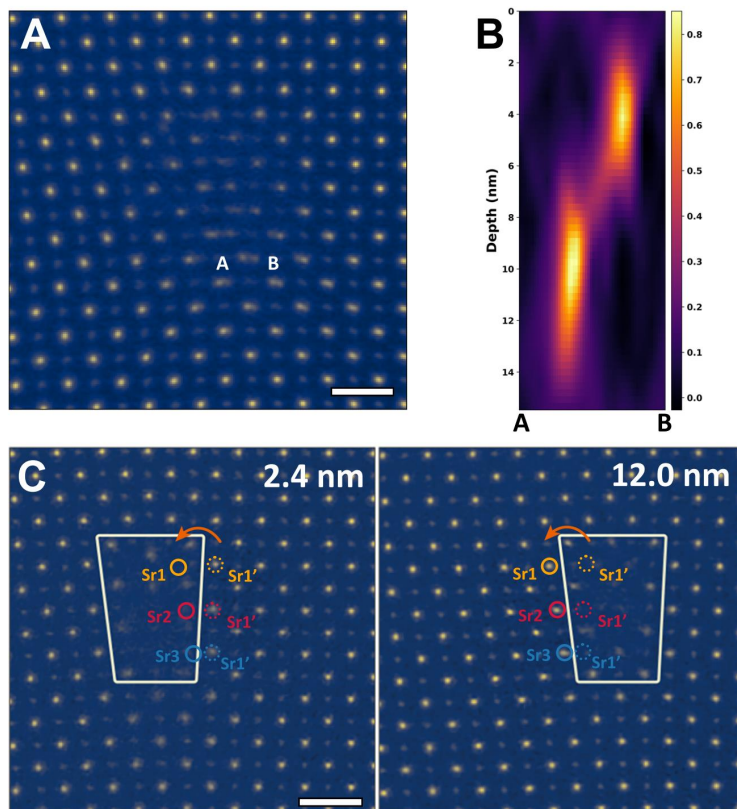 A
A B
B
Depth (nm)
0
2
4
6
8
10
12
14
0.8
0.7
0.6
0.5
0.4
0.3
0.2
0.1
0.0
A B
C
2.4 nm
Sr1 Sr1’
Sr2 Sr1’
Sr3 Sr1’
12.0 nm
Sr1 Sr1’
Sr2 Sr1’
Sr3 Sr1’